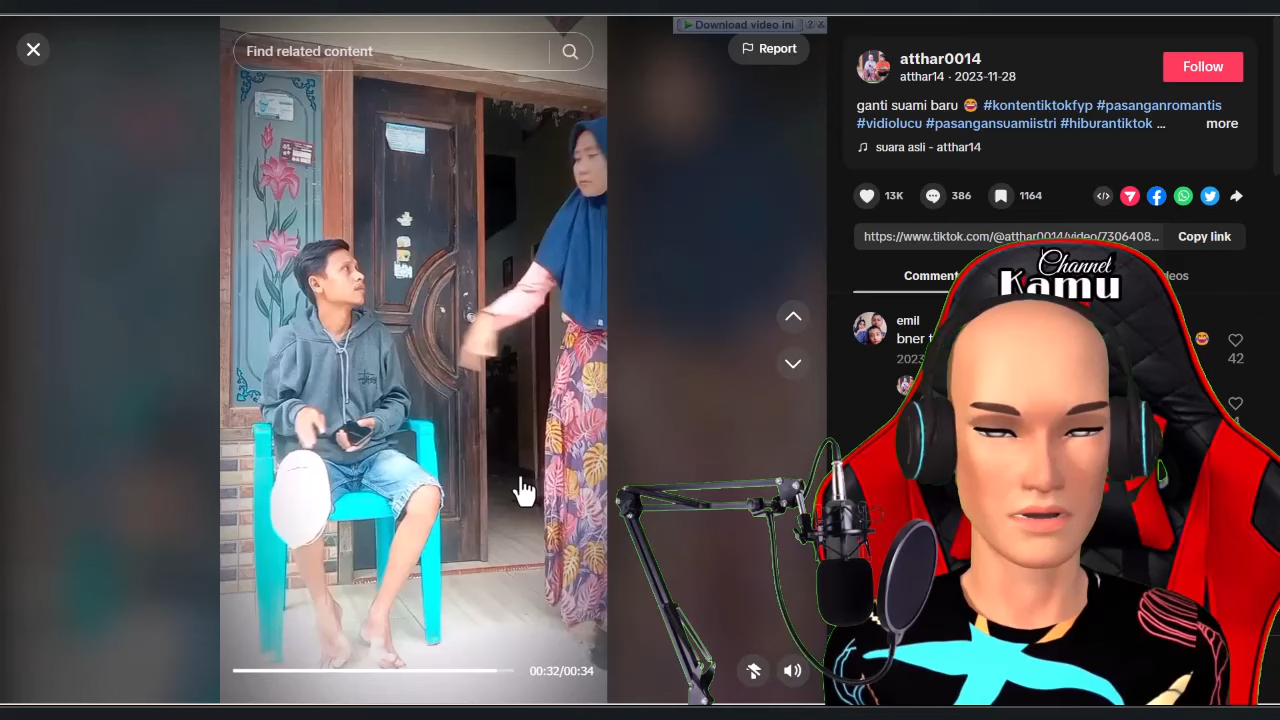 Download video ini
Find related content
Report
atthar0014
atthar14 · 2023-11-28
Follow
ganti suami baru 😂 #kontentiktokfyp #pasanganromantis
#vidiolucu #pasangansuamiistri #hiburantiktok ... more
suara asli - atthar14
13K 386 1164
https://www.tiktok.com/@atthar0014/video/7306408... Copy link
Channel
Kamu
emil
bner
42
00:32/00:34